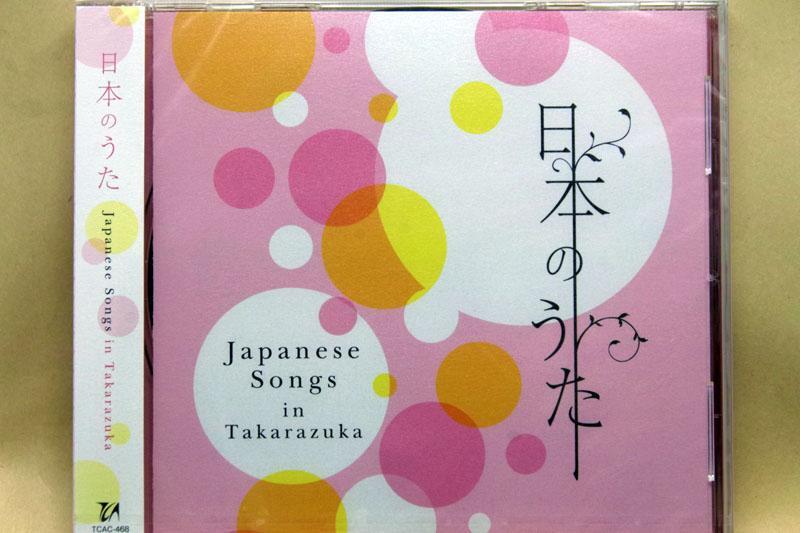 日本のうた
Japanese Songs in Takarazuka
TCA
TCAC-468
日本のうた
Japanese
Songs
in
Takarazuka